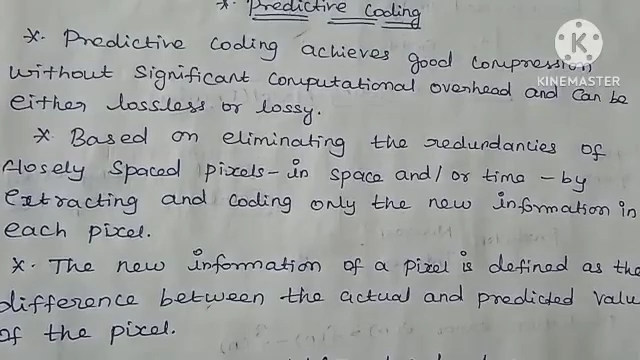 * Predictive Coding
*. Predictive coding achieves good compression
without significant computational overhead and can be
either lossless or lossy.
* Based on eliminating the redundancies of
closely spaced pixels - in space and/or time - by
extracting and coding only the new information in
each pixel.
*. The new information of a pixel is defined as the
difference between the actual and predicted value
of the pixel.
KINEMASTER